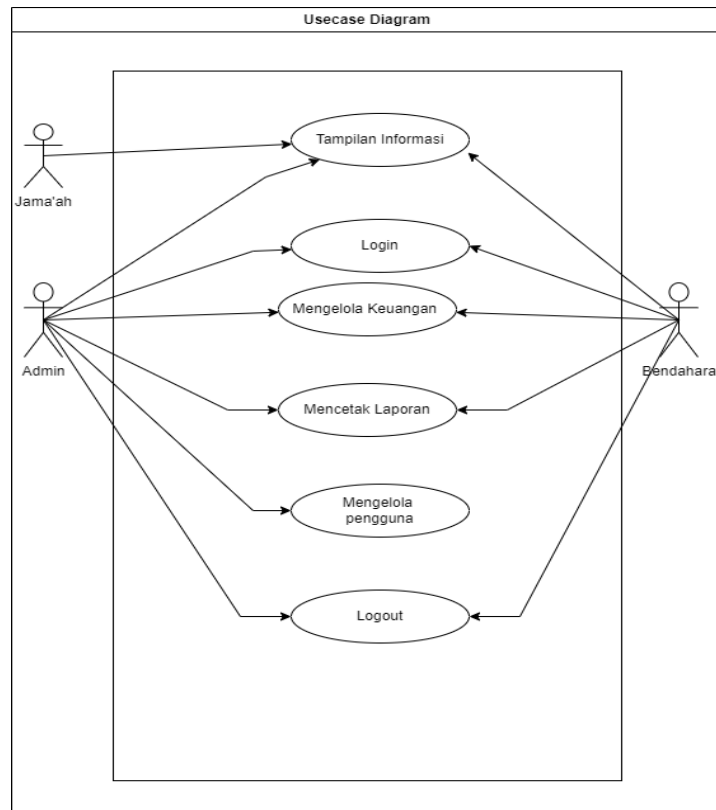 Usecase Diagram
Tampilan Informasi
Jama'ah
Login
Mengelola Keuangan
Admin
Bendahara
Mencetak Laporan
Mengelola
pengguna
Logout